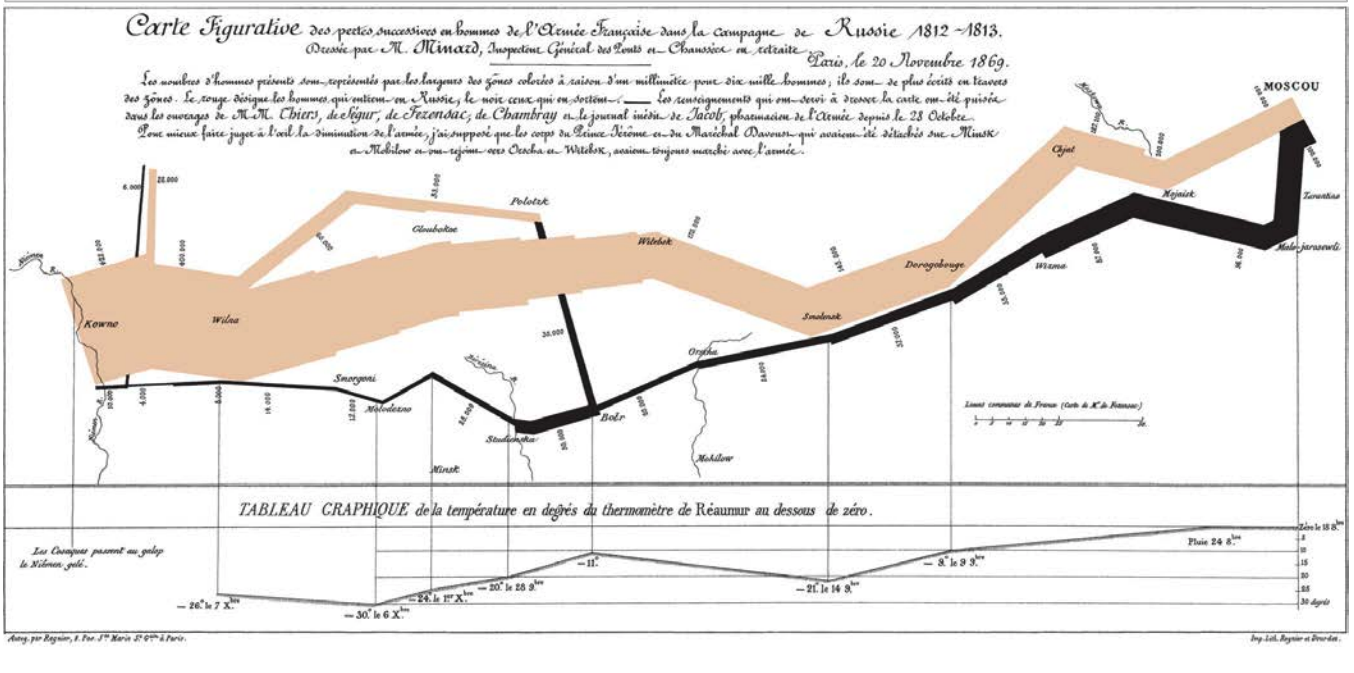 Carte Figurative des pertes successives en hommes de l'Armée Française dans la campagne de Russie 1812–1813.
Dressée par M. Minard, Inspecteur Général des Ponts et Chaussées en retraite.
Paris, le 20 Novembre 1869.
Les nombres d'hommes présents sont représentés par les largeurs des zônes colorées à raison d'un millimètre pour dix mille hommes; ils sont de plus écrits en travers
des zônes. Le rouge désigne les hommes qui entrent en Russie, le noir ceux qui en sortent. — Les renseignements qui ont servi à dresser la carte ont été puisés
dans les ouvrages de M.M. Thiers, de Ségur, de Fezensac, de Chambray et le journal inédit de Jacob, pharmacien de l'Armée depuis le 28 Octobre.
Pour mieux faire juger à l'œil la diminution de l'armée, j'ai supposé que les corps du Prince Jérôme et du Maréchal Davoust qui avaient été détachés sur Minsk
et Mohilow et ont rejoint vers Orscha et Witebsk, avaient toujours marché avec l'armée.
MOSCOU
100.000
100.000
Moskowa R.
127.100
100.000
Chjat
Mojaisk
Tarantino
Malo-jarosewli
6.000
22.000
33.000
Polotzk
Gloubokoe
60.000
422.000
400.000
Niémen R.
Witebsk
175.000
145.000
Dorogobouge
Wizma
87.000
96.000
55.000
Kowno
Wilna
Smolensk
30.000
37.000
Orscha
24.000
Bérézina R.
Smorgoni
Molodezno
10.000
4.000
8.000
14.000
12.000
28.000
50.000
20.000
Bobr
Studienska
Niémen R.
Minsk
Mohilow
Lieues communes de France (Carte de M. de Fezensac)
0 5 10 15 20 25 50
TABLEAU GRAPHIQUE de la température en degrés du thermomètre de Réaumur au dessous de zéro.
Les Cosaques passent au galop
le Niémen gelé.
Zéro le 18 8.bre
Pluie 24 8.bre
5
10
15
20
25
30 degrés
— 9.° le 9 9.bre
— 11.°
— 21.° le 14 9.bre
— 20.° le 28 9.bre
— 24.° le 1.er X.bre
— 26.° le 7 X.bre
— 30.° le 6 X.bre
Autog. par Regnier, 8. Pas. S.te Marie S.t G.ain à Paris.
Imp. Lith. Regnier et Dourdet.